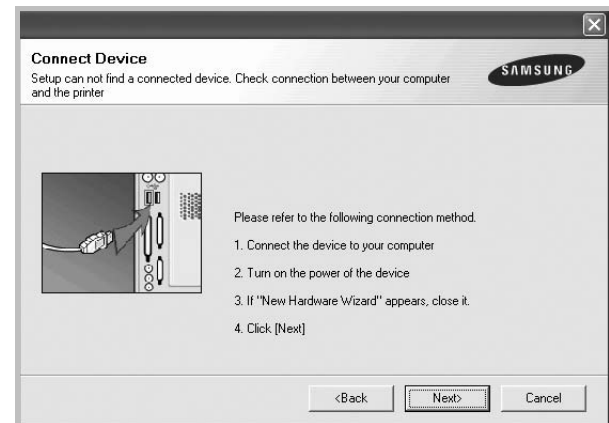 Connect Device
Setup can not find a connected device. Check connection between your computer
and the printer
SAMSUNG
Please refer to the following connection method.
1. Connect the device to your computer
2. Turn on the power of the device
3. If "New Hardware Wizard" appears, close it.
4. Click [Next]
<Back
Next>
Cancel